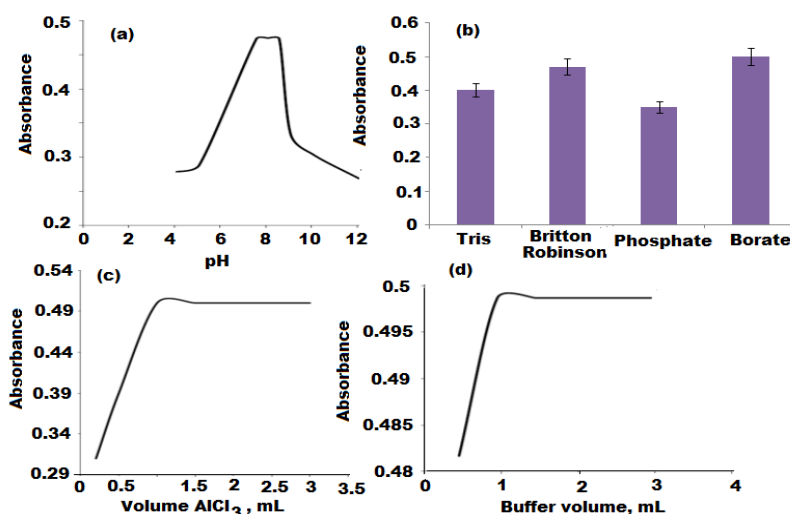 (a)
Absorbance
0.5
0.4
0.3
0.2
0 2 4 6 8 10 12
pH
(b)
Absorbance
0.6
0.5
0.4
0.3
0.2
0.1
0
Tris Britton Robinson Phosphate Borate
(c)
Absorbance
0.54
0.49
0.44
0.39
0.34
0.29
0.5 1 1.5 2 2.5 3 3.5
Volume AlCl₃ , mL
(d)
Absorbance
0.5
0.495
0.49
0.485
0.48
0 1 2 3 4
Buffer volume, mL